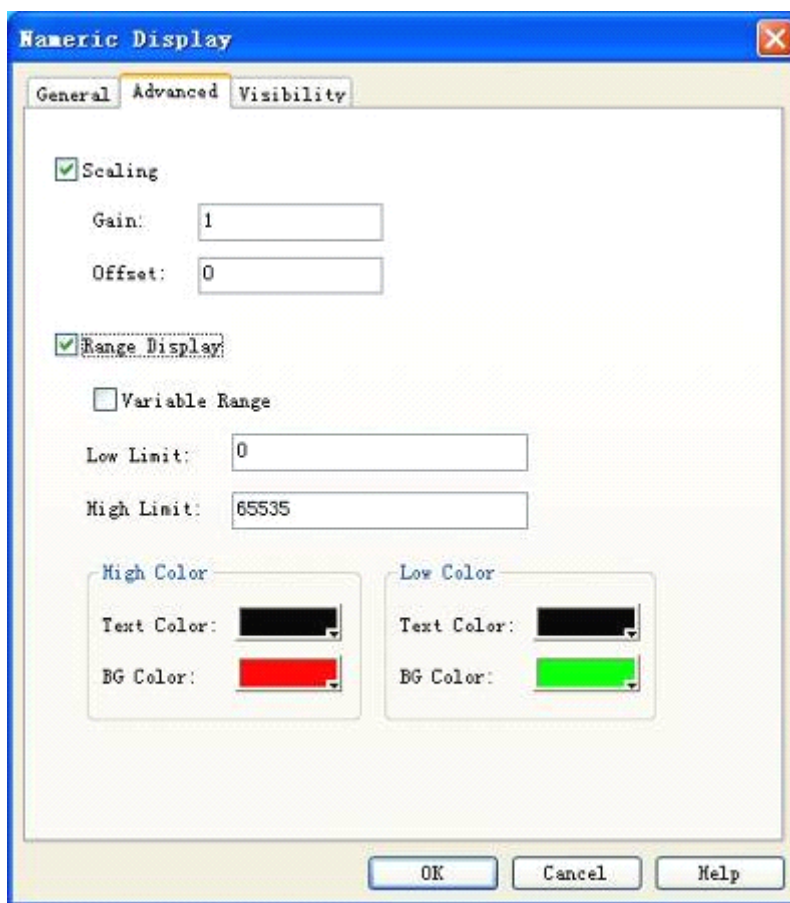 Nameric Display
General Advanced Visibility
Scaling
Gain: 1
Offset: 0
Range Display
Variable Range
Low Limit: 0
High Limit: 65535
High Color Low Color
Text Color: Text Color:
BG Color: BG Color:
OK Cancel Help